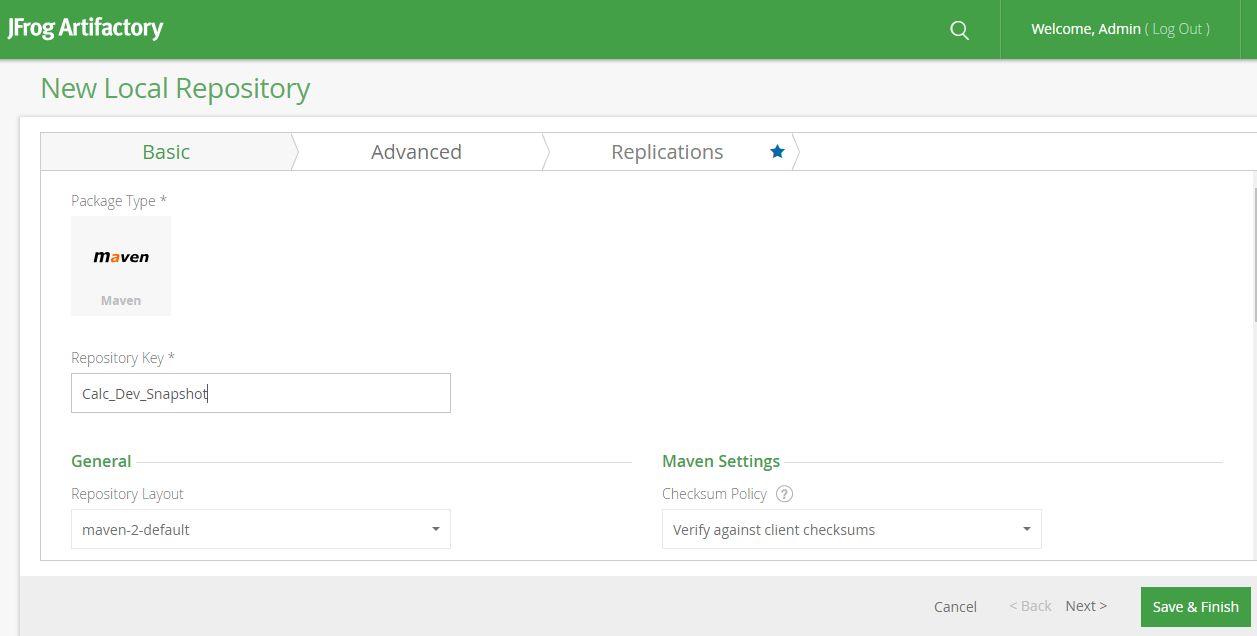 JFrog Artifactory
Welcome, Admin ( Log Out )
New Local Repository
Basic
Advanced
Replications
Package Type *
maven
Maven
Repository Key *
Calc_Dev_Snapshot
General
Maven Settings
Repository Layout
Checksum Policy ?
maven-2-default
Verify against client checksums
Cancel
< Back
Next >
Save & Finish